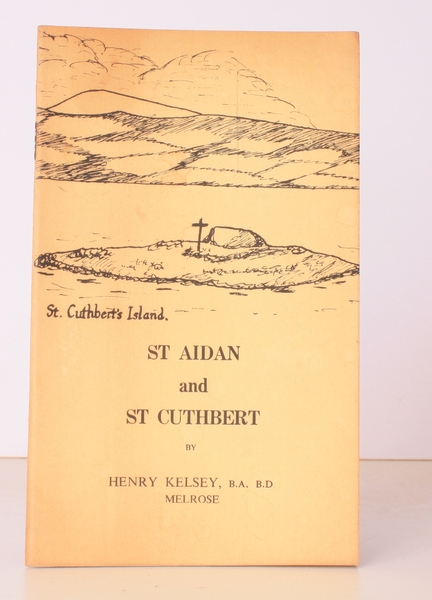 St. Cuthbert's Island.
ST AIDAN
and
ST CUTHBERT
BY
HENRY KELSEY, B.A, B.D
MELROSE